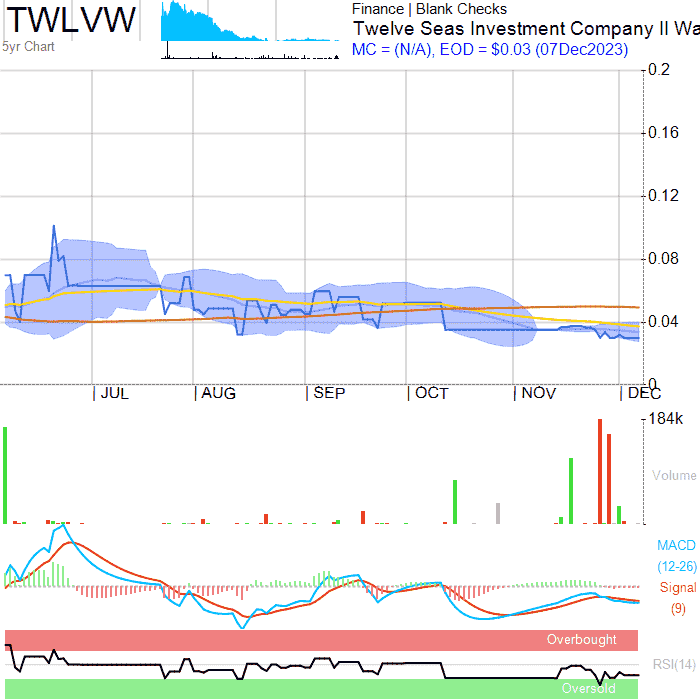 TWLVW
5yr Chart
Finance | Blank Checks
Twelve Seas Investment Company II Wa
MC = (N/A), EOD = $0.03 (07Dec2023)
0.2
0.16
0.12
0.08
0.04
0
JUL AUG SEP OCT NOV DEC
184k
Volume
MACD
(12-26)
Signal
(9)
Overbought
RSI(14)
Oversold